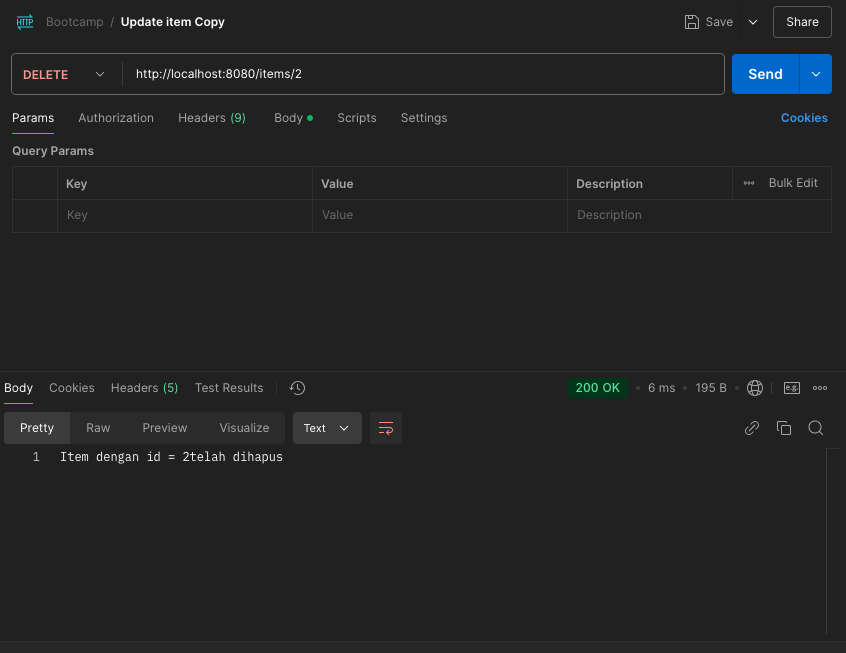 HTTP Bootcamp / Update item Copy Save Share
DELETE http://localhost:8080/items/2 Send
Params Authorization Headers (9) Body Scripts Settings Cookies
Query Params
Key Value Description Bulk Edit
Key Value Description
Body Cookies Headers (5) Test Results 200 OK 6 ms 195 B e.g.
Pretty Raw Preview Visualize Text
1 Item dengan id = 2telah dihapus